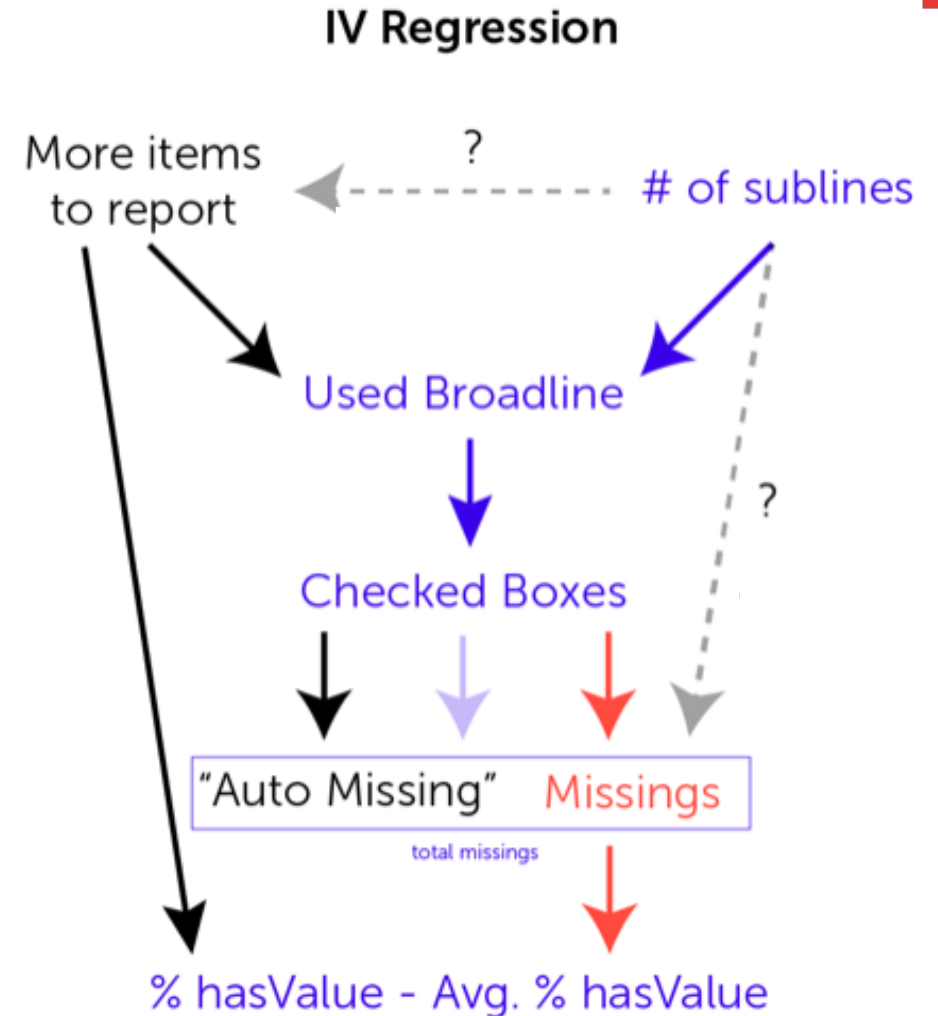 IV Regression
More items
to report
?
# of sublines
Used Broadline
?
Checked Boxes
“Auto Missing” Missings
total missings
% hasValue - Avg. % hasValue